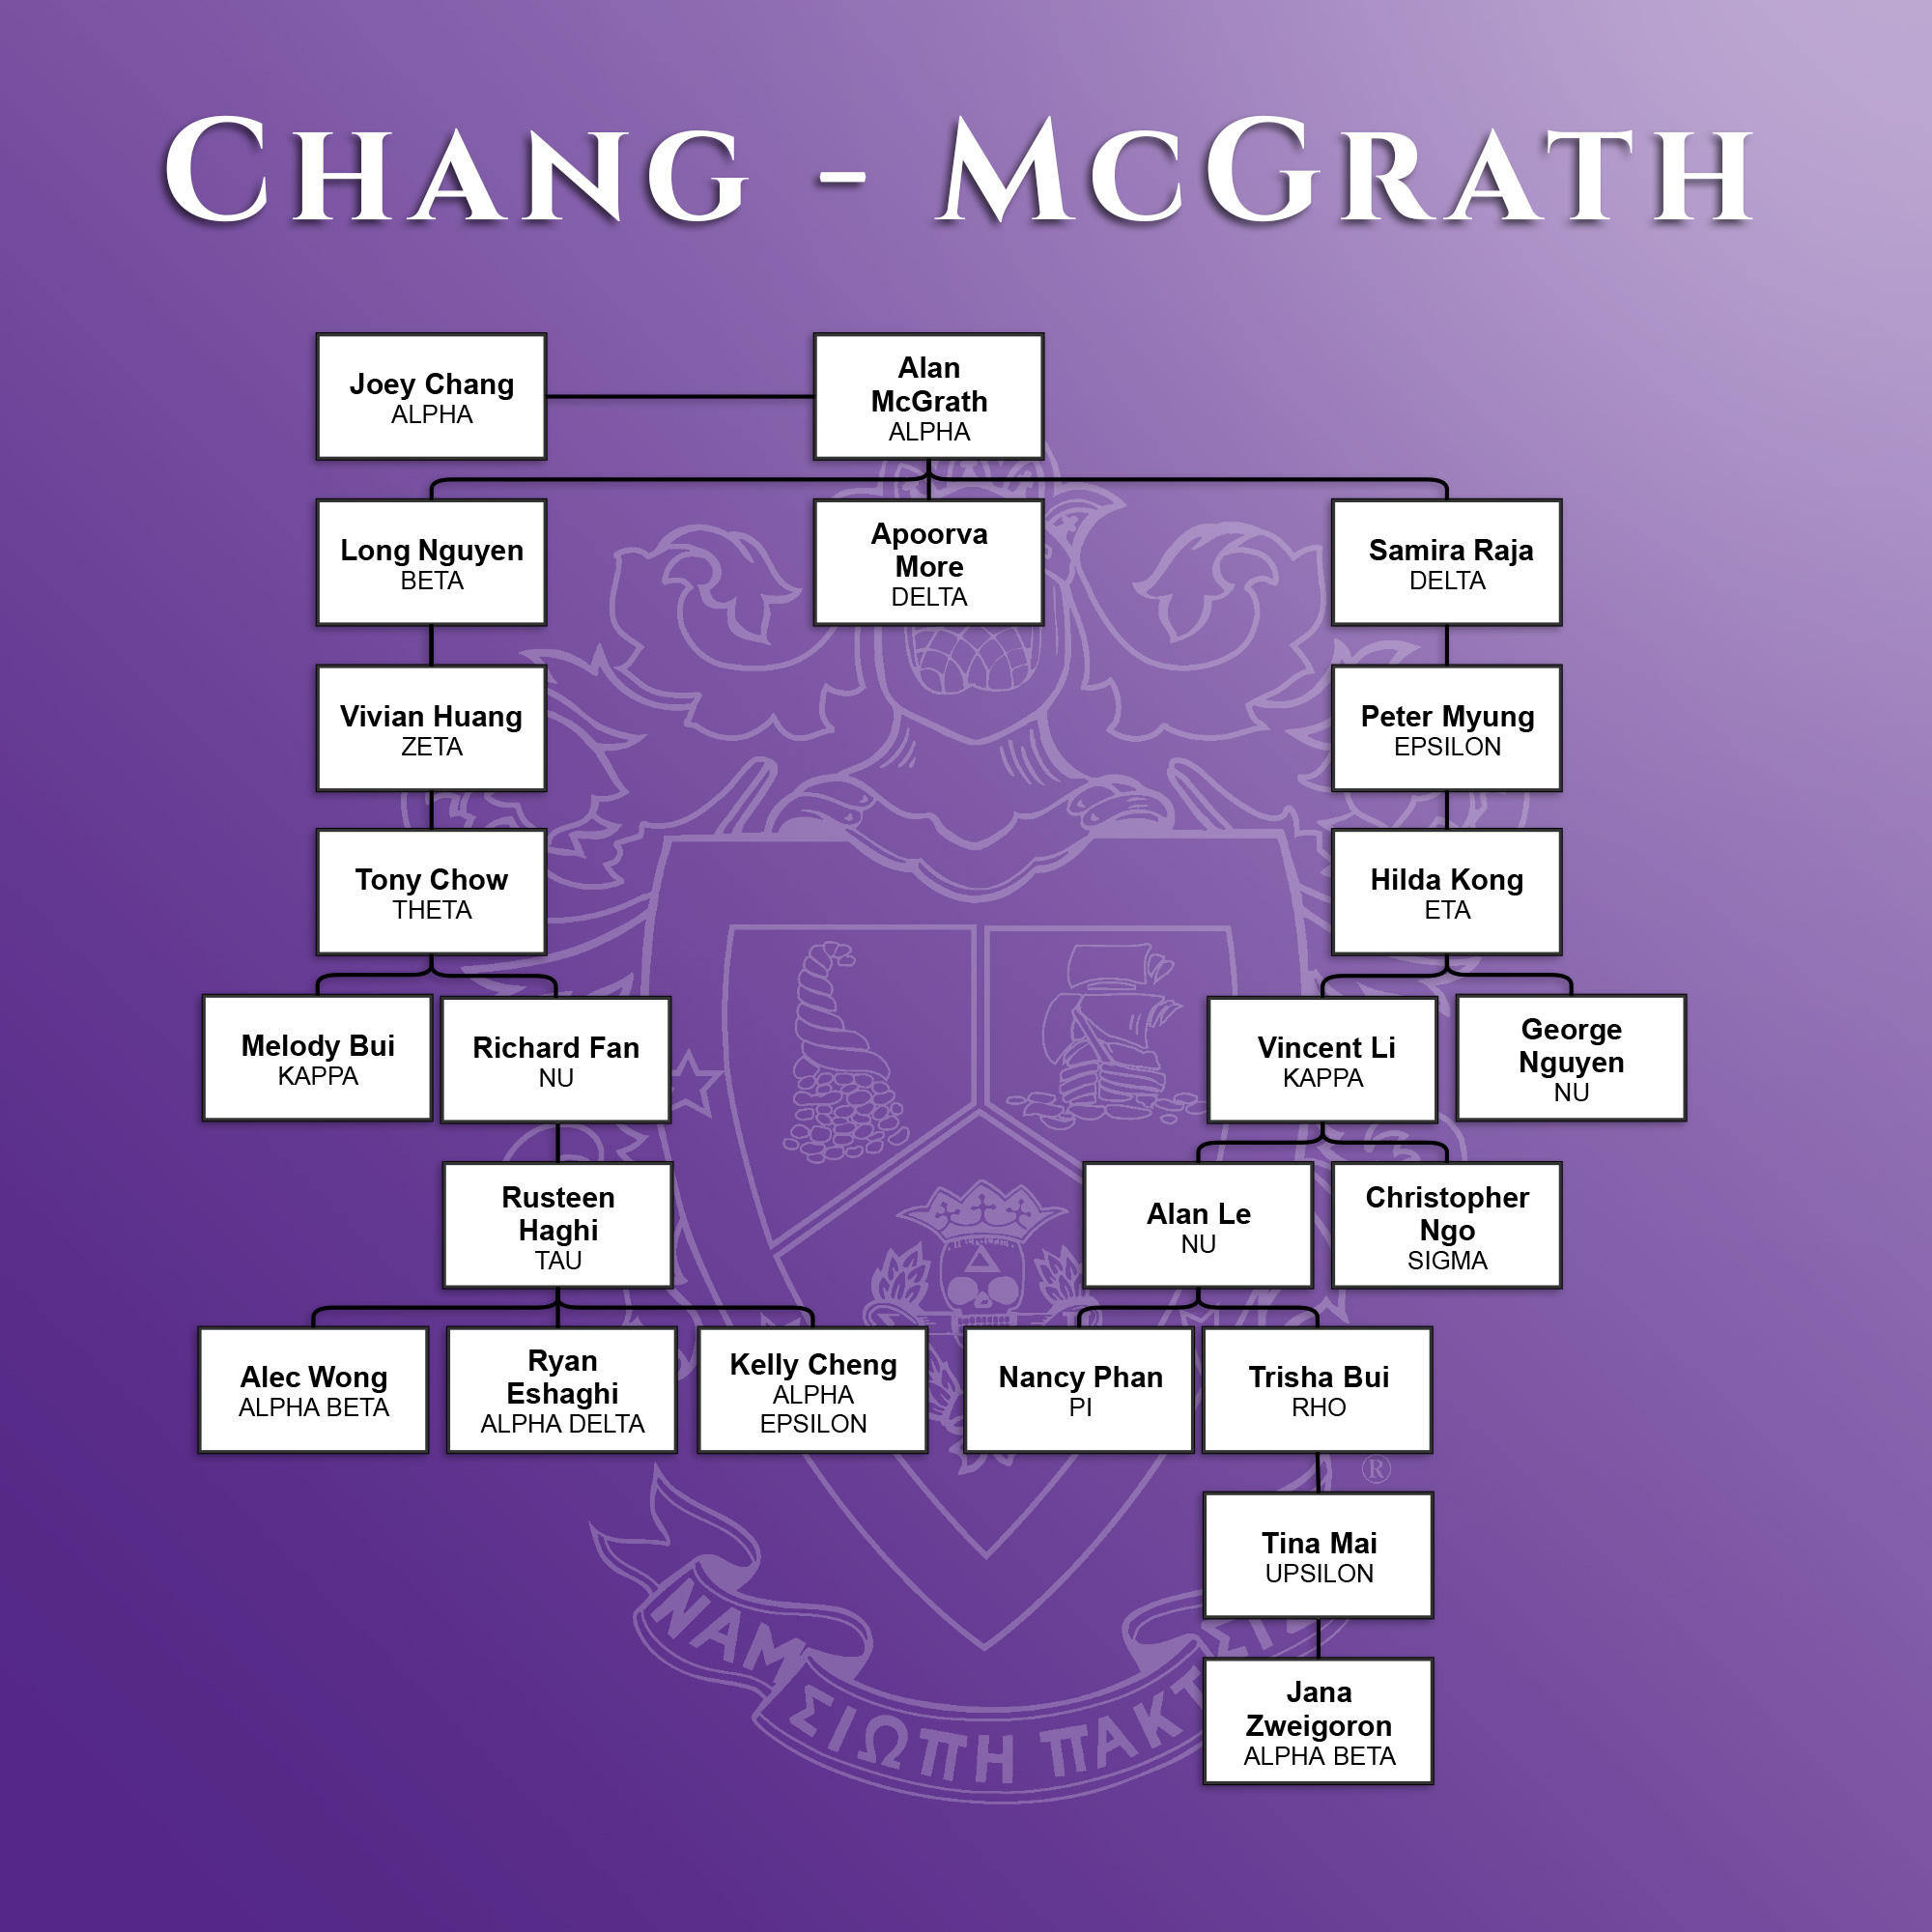 CHANG - MCGRATH
Joey Chang
ALPHA
Alan
McGrath
ALPHA
Long Nguyen
BETA
Apoorva
More
DELTA
Samira Raja
DELTA
Vivian Huang
ZETA
Peter Myung
EPSILON
Tony Chow
THETA
Hilda Kong
ETA
Melody Bui
KAPPA
Richard Fan
NU
Vincent Li
KAPPA
George
Nguyen
NU
Rusteen
Haghi
TAU
Alan Le
NU
Christopher
Ngo
SIGMA
Alec Wong
ALPHA BETA
Ryan
Eshaghi
ALPHA DELTA
Kelly Cheng
ALPHA
EPSILON
Nancy Phan
PI
Trisha Bui
RHO
®
Tina Mai
UPSILON
Jana
Zweigoron
ALPHA BETA
ΝΑΜ
ΣΙΩΠΗ